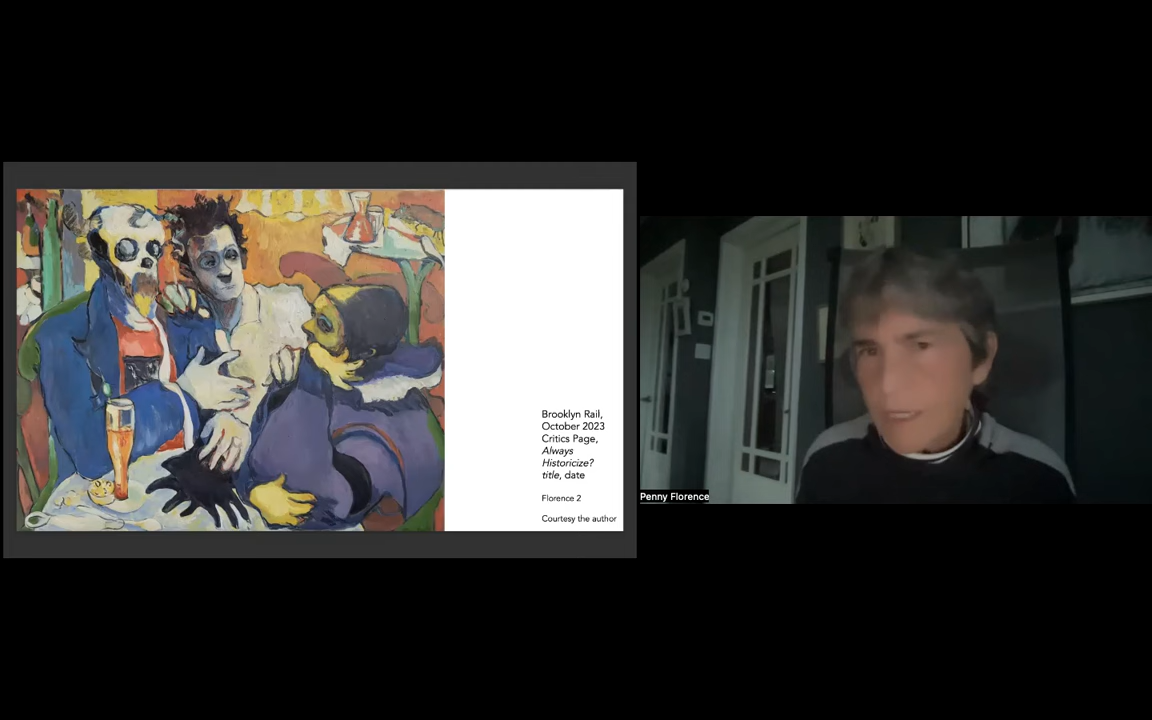 Brooklyn Rail,
October 2023
Critics Page,
Always
Historicize?
title, date
Florence 2
Courtesy the author
Penny Florence